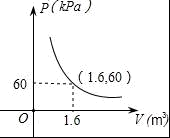 P ( kPa )
( 1.6,60 )
60
O
1.6
V (m³)